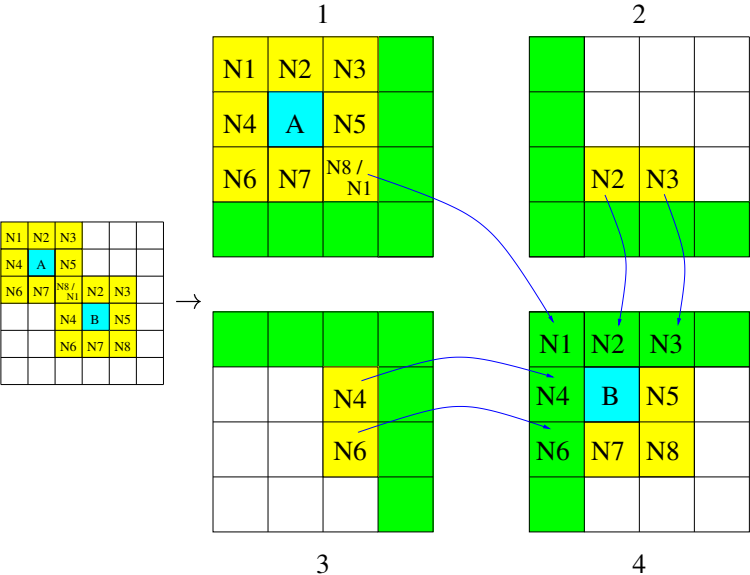 1
2
N1 N2 N3
N4 A N5
N6 N7 N8 /
N1
N2 N3
N1 N2 N3
N4 A N5
N6 N7 N8 /
N1
N2 N3
N4 B N5
N6 N7 N8
→
N4
N6
N1 N2 N3
N4 B N5
N6 N7 N8
3
4